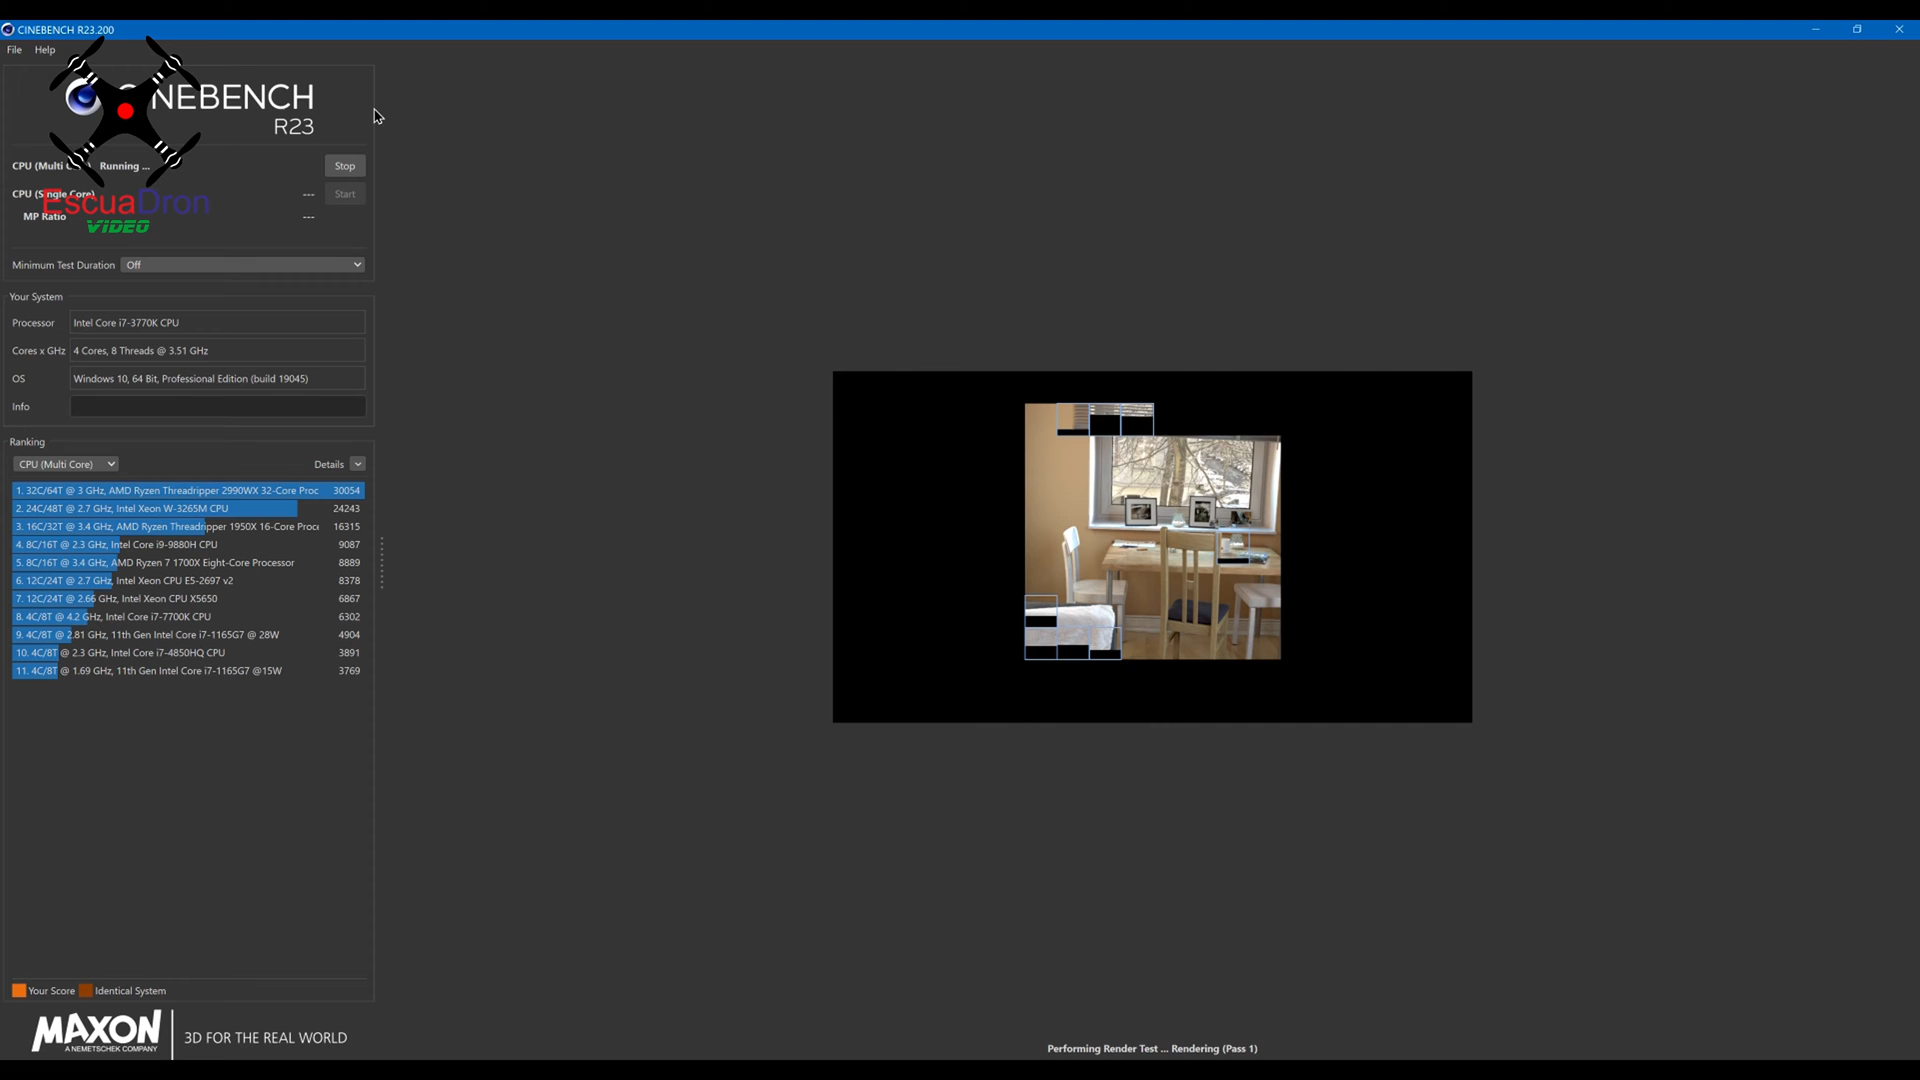 CINEBENCH R23.200
File Help
CINEBENCH
R23
CPU (Multi Running ... Stop
CPU (Single Core) --- Start
EscuaDron
MP Ratio ---
VIDEO
Minimum Test Duration Off
Your System
Processor Intel Core i7-3770K CPU
Cores x GHz 4 Cores, 8 Threads @ 3.51 GHz
OS Windows 10, 64 Bit, Professional Edition (build 19045)
Info
Ranking
CPU (Multi Core) Details
1. 32C/64T @ 3 GHz, AMD Ryzen Threadripper 2990WX 32-Core Proc 30054
2. 24C/48T @ 2.7 GHz, Intel Xeon W-3265M CPU 24243
3. 16C/32T @ 3.4 GHz, AMD Ryzen Threadripper 1950X 16-Core Proce 16315
4. 8C/16T @ 2.3 GHz, Intel Core i9-9880H CPU 9087
5. 8C/16T @ 3.4 GHz, AMD Ryzen 7 1700X Eight-Core Processor 8889
6. 12C/24T @ 2.7 GHz, Intel Xeon CPU E5-2697 v2 8378
7. 12C/24T @ 2.66 GHz, Intel Xeon CPU X5650 6867
8. 4C/8T @ 4.2 GHz, Intel Core i7-7700K CPU 6302
9. 4C/8T @ 2.81 GHz, 11th Gen Intel Core i7-1165G7 @ 28W 4904
10. 4C/8T @ 2.3 GHz, Intel Core i7-4850HQ CPU 3891
11. 4C/8T @ 1.69 GHz, 11th Gen Intel Core i7-1165G7 @15W 3769
Your Score Identical System
MAXON
A NEMETSCHEK COMPANY
3D FOR THE REAL WORLD
Performing Render Test ... Rendering (Pass 1)